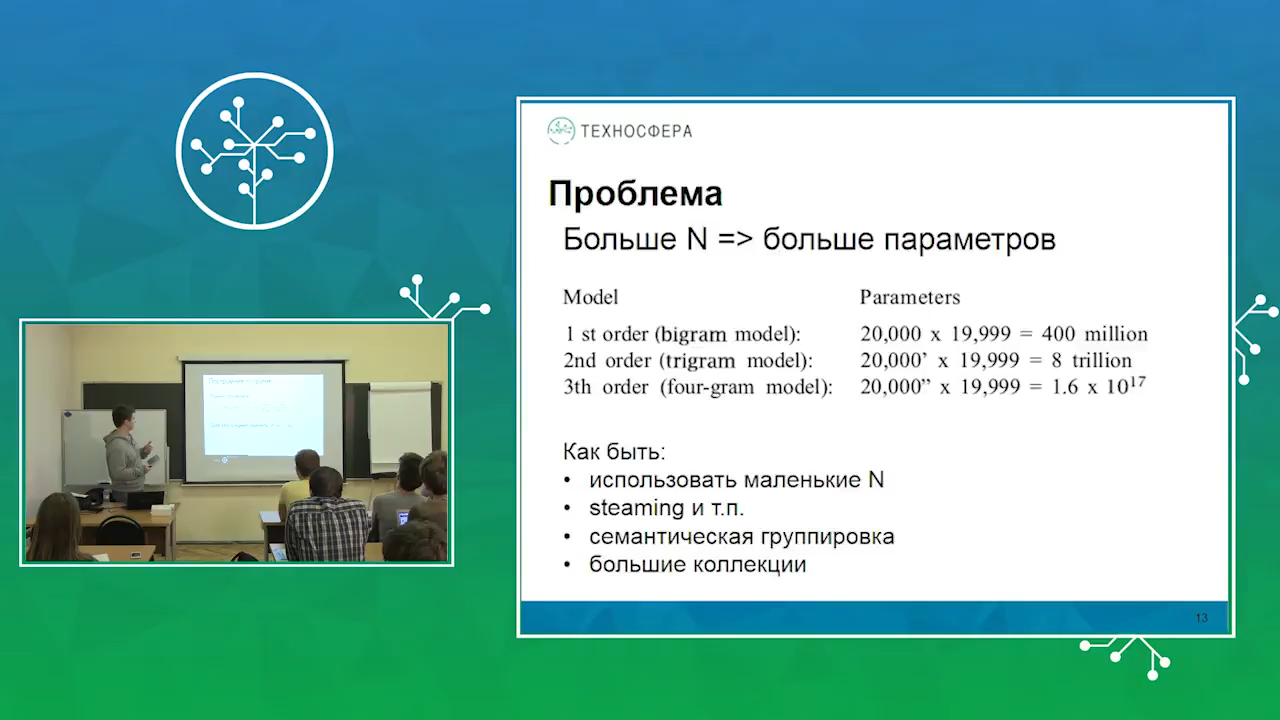 ТЕХНОСФЕРА
Проблема
Больше N => больше параметров
Model Parameters
1 st order (bigram model): 20,000 x 19,999 = 400 million
2nd order (trigram model): 20,000’ x 19,999 = 8 trillion
3th order (four-gram model): 20,000” x 19,999 = 1.6 x 10¹⁷
Как быть:
• использовать маленькие N
• steaming и т.п.
• семантическая группировка
• большие коллекции
13